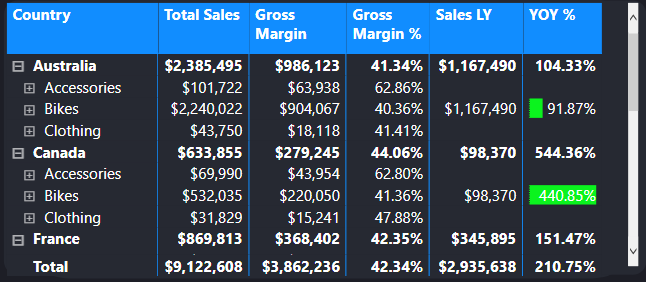 Country Total Sales Gross Margin Gross Margin % Sales LY YOY %
Australia $2,385,495 $986,123 41.34% $1,167,490 104.33%
Accessories $101,722 $63,938 62.86%
Bikes $2,240,022 $904,067 40.36% $1,167,490 91.87%
Clothing $43,750 $18,118 41.41%
Canada $633,855 $279,245 44.06% $98,370 544.36%
Accessories $69,990 $43,954 62.80%
Bikes $532,035 $220,050 41.36% $98,370 440.85%
Clothing $31,829 $15,241 47.88%
France $869,813 $368,402 42.35% $345,895 151.47%
Total $9,122,608 $3,862,236 42.34% $2,935,638 210.75%